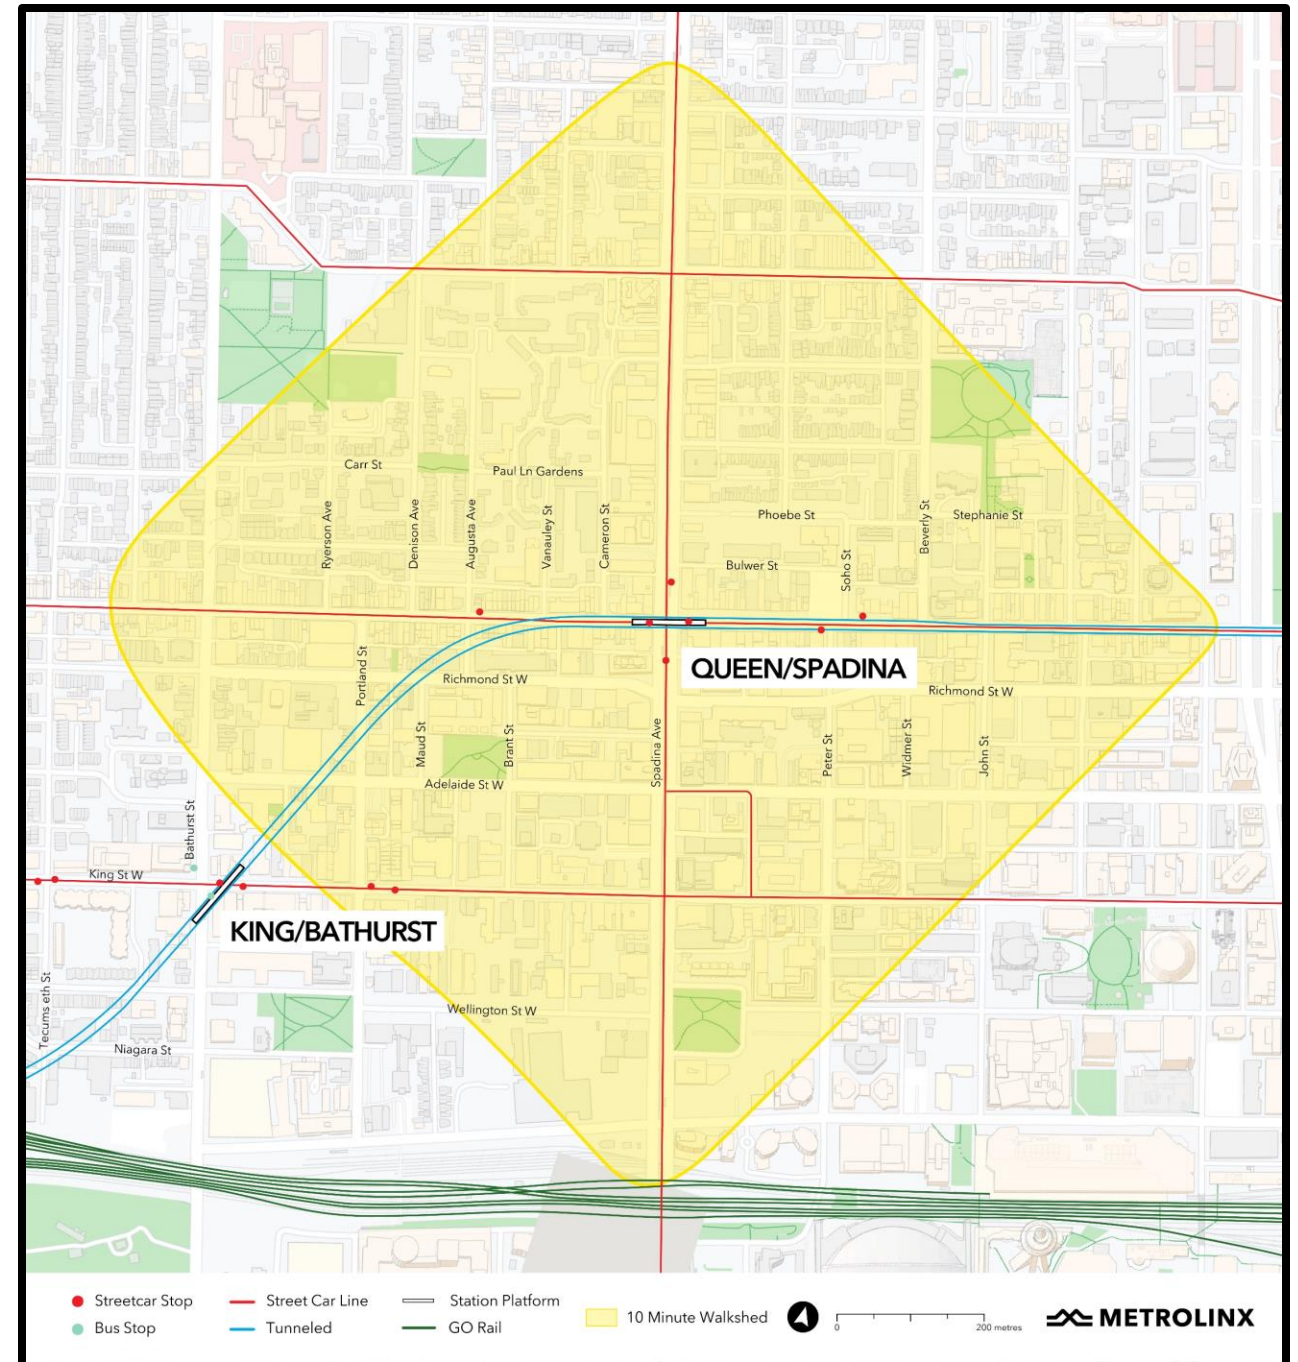 Carr St
Paul Ln Gardens
Ryerson Ave
Denison Ave
Augusta Ave
Vanauley St
Cameron St
Phoebe St
Beverly St
Stephanie St
Bulwer St
Soho St
QUEEN/SPADINA
Portland St
Richmond St W
Richmond St W
Maud St
Brant St
Spadina Ave
Peter St
Widmer St
John St
Adelaide St W
Bathurst St
King St W
KING/BATHURST
Tecums eth St
Wellington St W
Niagara St
Streetcar Stop
Street Car Line
Station Platform
Bus Stop
Tunneled
GO Rail
10 Minute Walkshed
0
200 metres
METROLINX